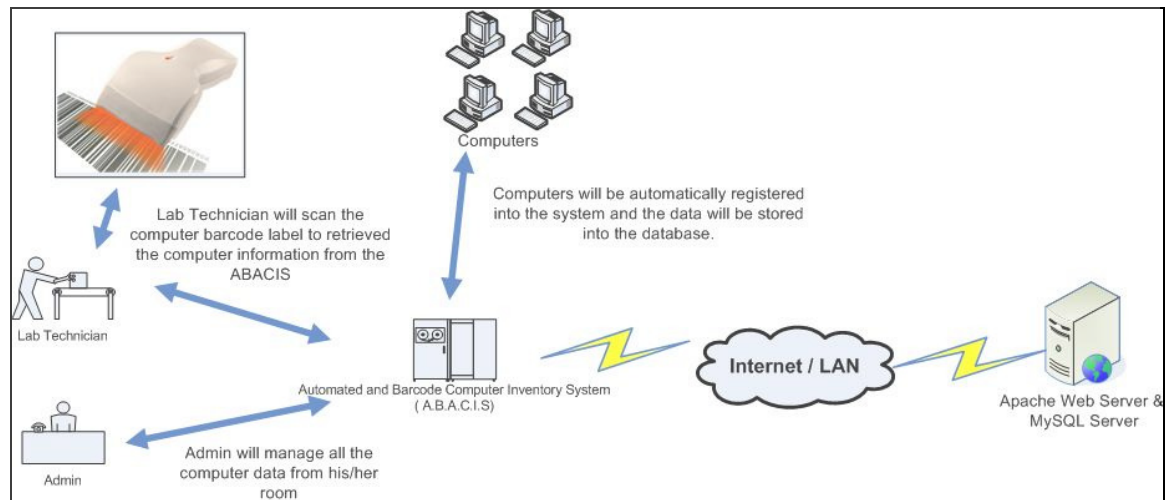 Computers
Computers will be automatically registered
into the system and the data will be stored
into the database.
Lab Technician will scan the
computer barcode label to retrieved
the computer information from the
ABACIS
Lab Technician
Automated and Barcode Computer Inventory System
( A.B.A.C.I.S)
Internet / LAN
Apache Web Server &
MySQL Server
Admin will manage all the
computer data from his/her
room
Admin